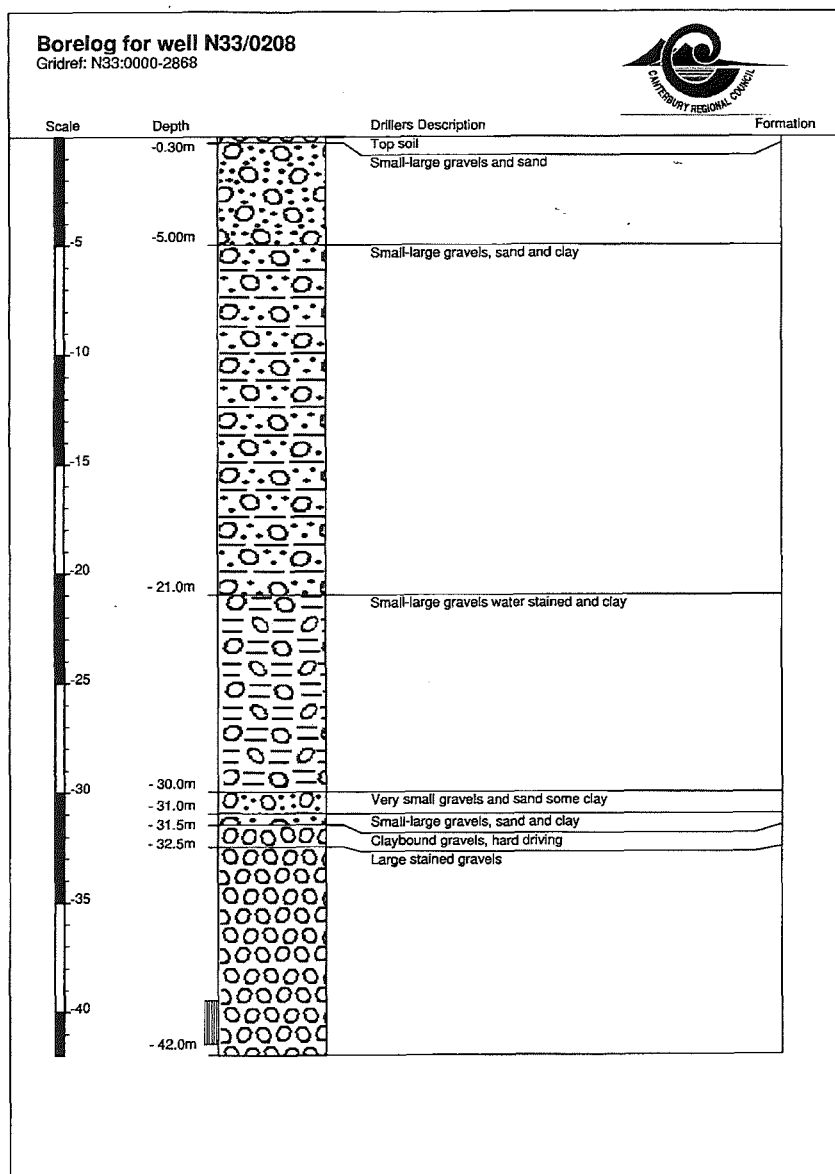 Borelog for well N33/0208
Gridref: N33:0000-2868
CANTERBURY REGIONAL COUNCIL
Scale Depth Drillers Description Formation
-0.30m Top soil
Small-large gravels and sand
-5 -5.00m Small-large gravels, sand and clay
-10
-15
-20
- 21.0m Small-large gravels water stained and clay
-25
-30 - 30.0m Very small gravels and sand some clay
- 31.0m Small-large gravels, sand and clay
- 31.5m Claybound gravels, hard driving
- 32.5m Large stained gravels
-35
-40
- 42.0m